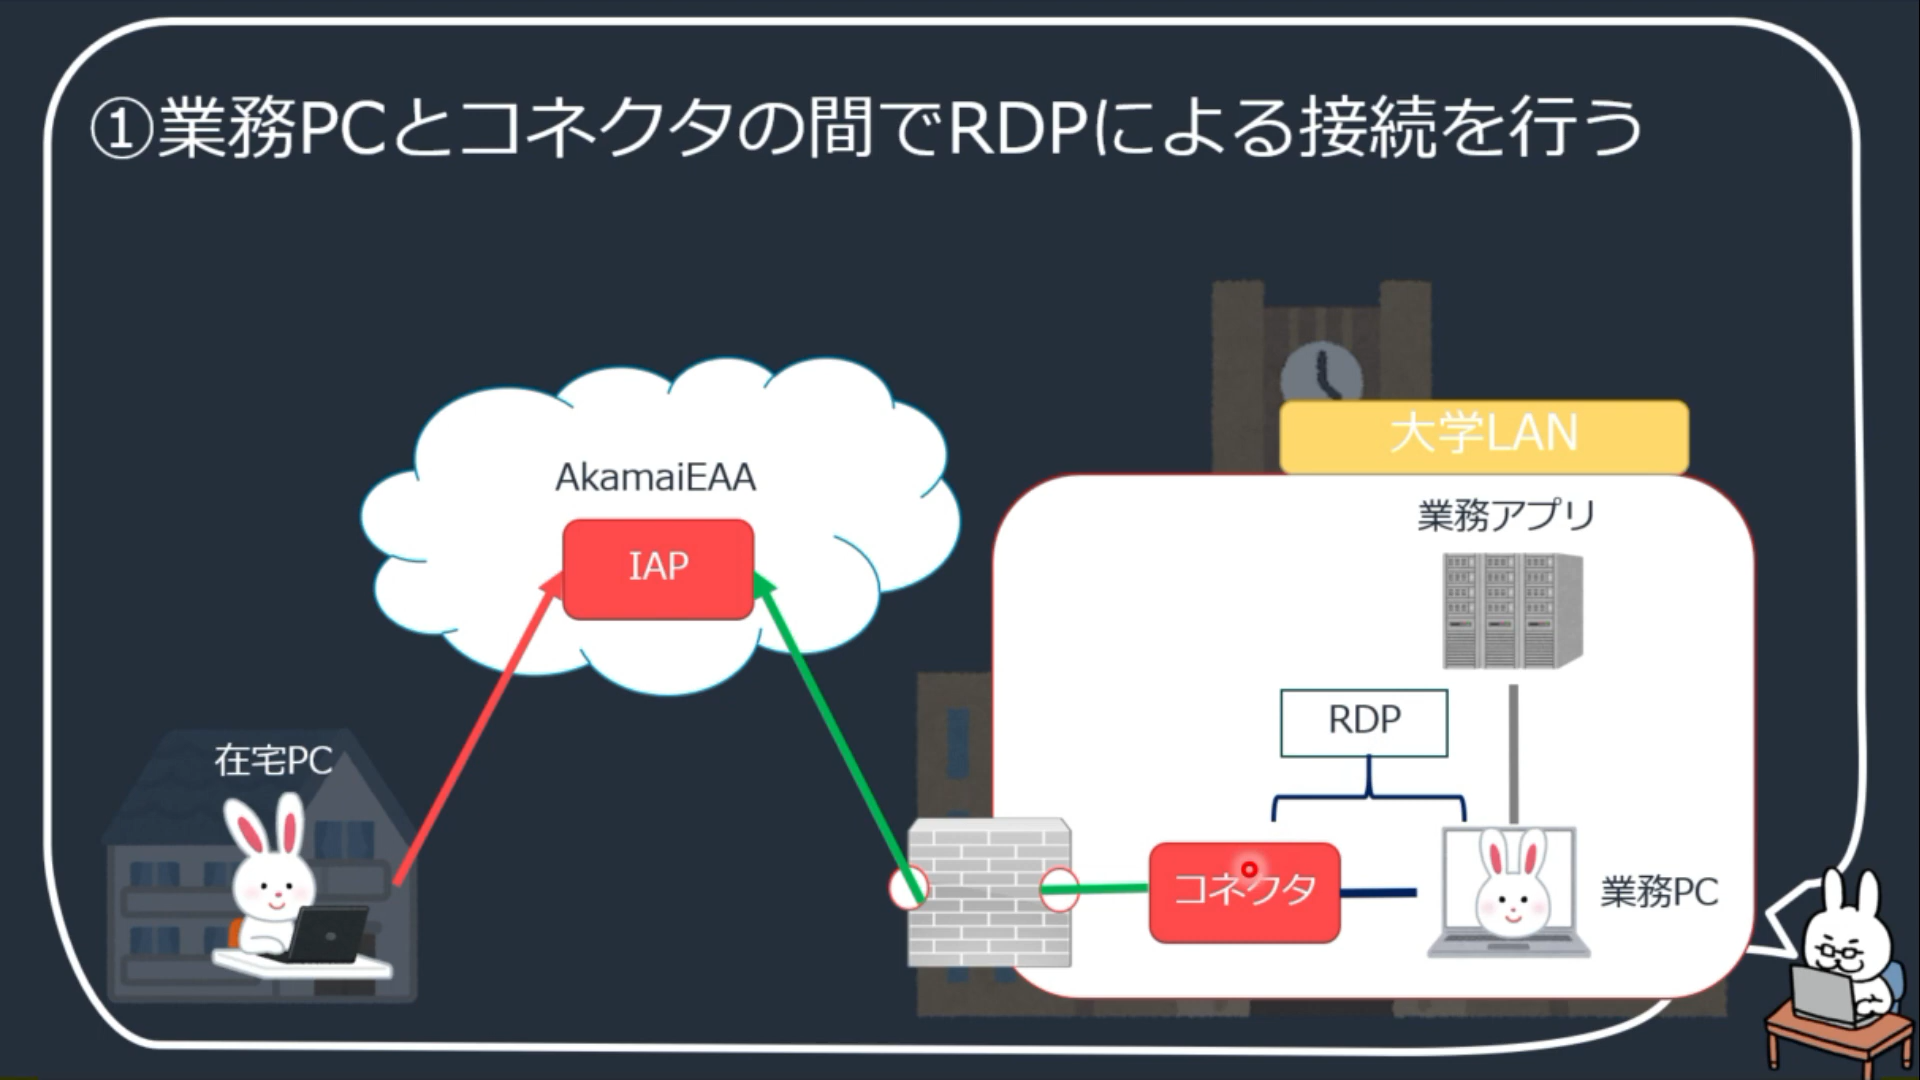 ①業務PCとコネクタの間でRDPによる接続を行う
大学LAN
AkamaiEAA
IAP
業務アプリ
RDP
在宅PC
コネクタ
業務PC